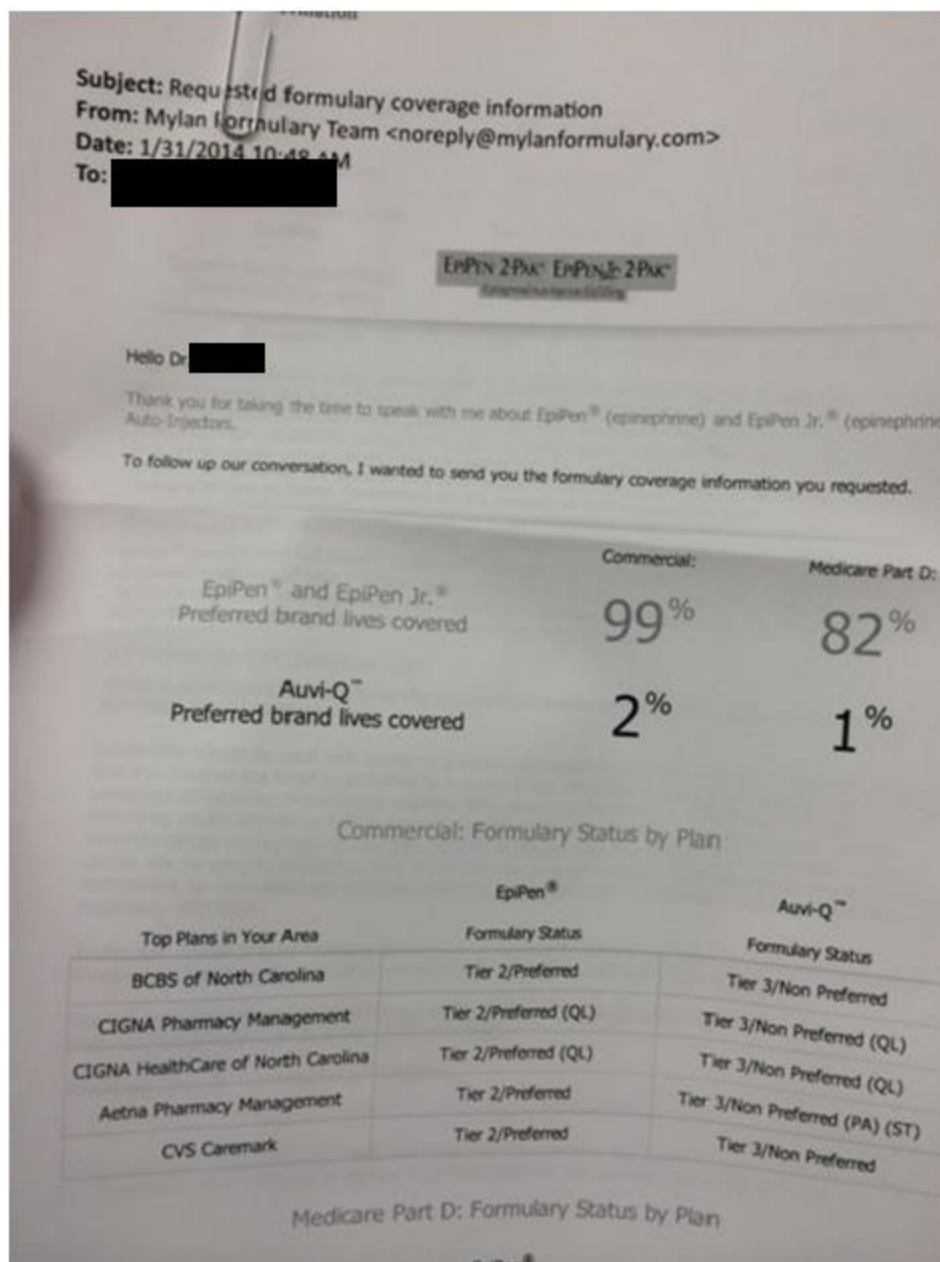 Subject: Requested formulary coverage information
From: Mylan Formulary Team <noreply@mylanformulary.com>
Date: 1/31/2014 10:48 AM
To:
EPIPEN 2-PAK® EPIPEN JR 2-PAK®
Hello Dr
Thank you for taking the time to speak with me about EpiPen® (epinephrine) and EpiPen Jr.® (epinephrine
Auto-Injectors.
To follow up our conversation, I wanted to send you the formulary coverage information you requested.
Commercial: Medicare Part D:
EpiPen® and EpiPen Jr.®
Preferred brand lives covered 99% 82%
Auvi-Q™
Preferred brand lives covered 2% 1%
Commercial: Formulary Status by Plan
EpiPen® Auvi-Q™
Top Plans in Your Area Formulary Status Formulary Status
BCBS of North Carolina Tier 2/Preferred Tier 3/Non Preferred
CIGNA Pharmacy Management Tier 2/Preferred (QL) Tier 3/Non Preferred (QL)
CIGNA HealthCare of North Carolina Tier 2/Preferred (QL) Tier 3/Non Preferred (QL)
Aetna Pharmacy Management Tier 2/Preferred Tier 3/Non Preferred (PA) (ST)
CVS Caremark Tier 2/Preferred Tier 3/Non Preferred
Medicare Part D: Formulary Status by Plan